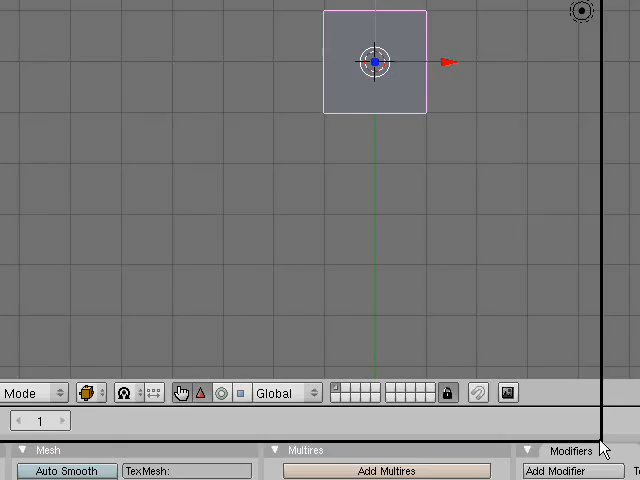 Mode Global
1
Mesh Multires Modifiers
Auto Smooth TexMesh: Add Multires Add Modifier